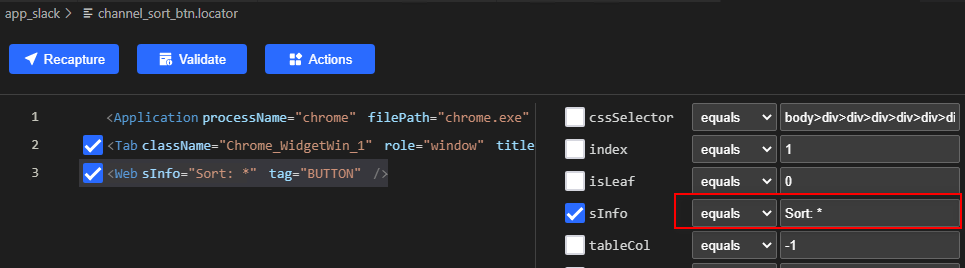 app_slack > channel_sort_btn.locator
Recapture Validate Actions
1 <Application processName="chrome" filePath="chrome.exe"
2 <Tab className="Chrome_WidgetWin_1" role="window" title
3 <Web sInfo="Sort: *" tag="BUTTON" />
cssSelector equals body>div>div>div>div>div>di
index equals 1
isLeaf equals 0
sInfo equals Sort: *
tableCol equals -1